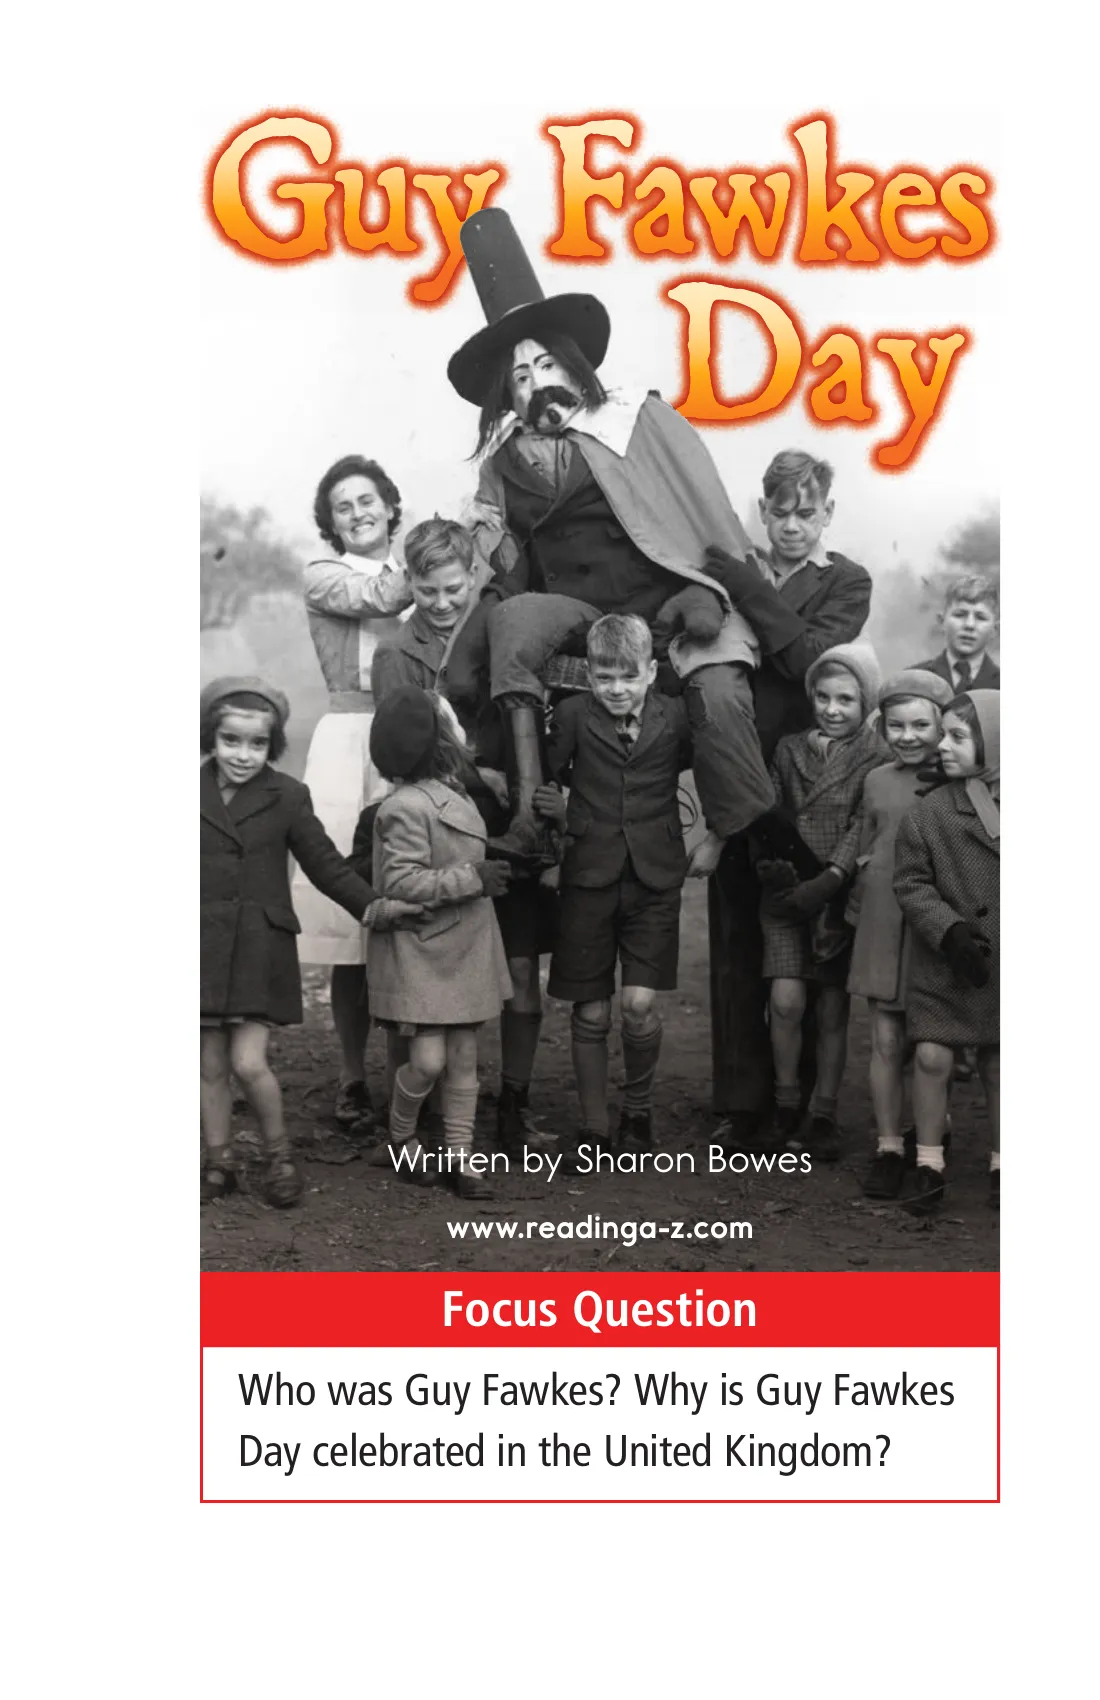 Guy Fawkes
Day
Written by Sharon Bowes
www.readinga-z.com
Focus Question
Who was Guy Fawkes? Why is Guy Fawkes
Day celebrated in the United Kingdom?